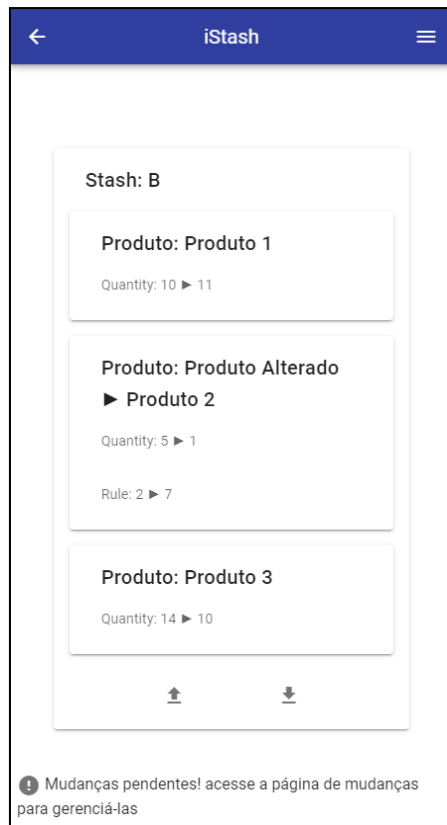 iStash
Stash: B
Produto: Produto 1
Quantity: 10 ► 11
Produto: Produto Alterado
► Produto 2
Quantity: 5 ► 1
Rule: 2 ► 7
Produto: Produto 3
Quantity: 14 ► 10
Mudanças pendentes! acesse a página de mudanças
para gerenciá-las